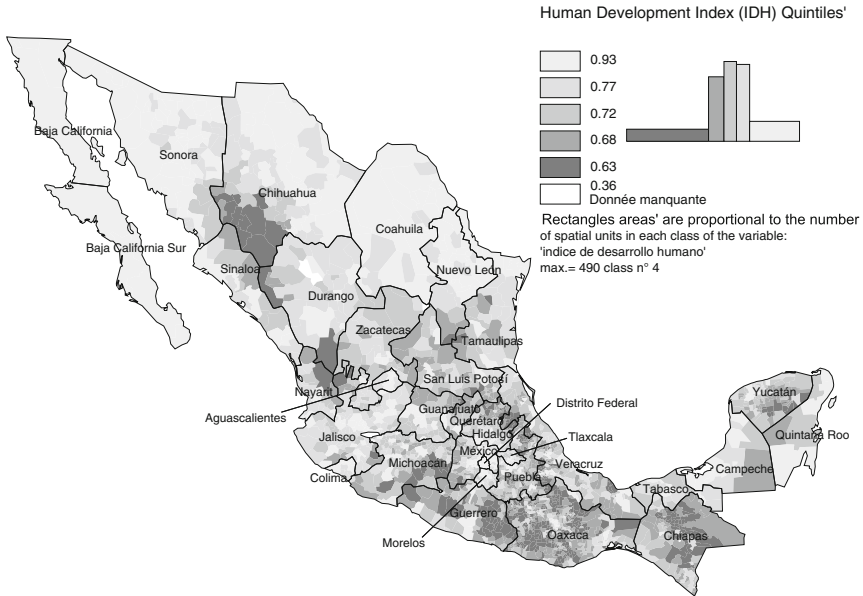 Human Development Index (IDH) Quintiles'
0.93
0.77
0.72
0.68
0.63
0.36
Donnée manquante
Rectangles areas' are proportional to the number
of spatial units in each class of the variable:
'indice de desarrollo humano'
max.= 490 class n° 4
Baja California
Sonora
Chihuahua
Coahuila
Baja California Sur
Sinaloa
Nuevo León
Durango
Zacatecas
Tamaulipas
San Luis Potosí
Nayarit
Aguascalientes
Guanajuato
Querétaro
Hidalgo
Distrito Federal
Tlaxcala
Jalisco
México
Michoacán
Veracruz
Colima
Puebla
Guerrero
Morelos
Oaxaca
Yucatán
Quintana Roo
Campeche
Tabasco
Chiapas